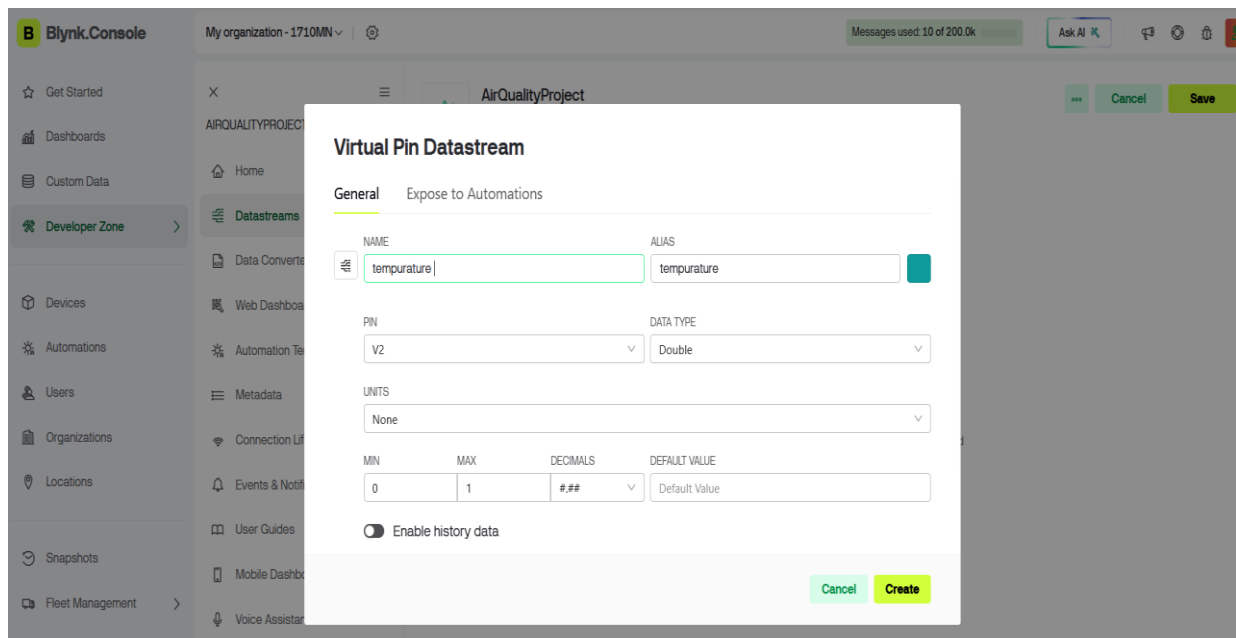 B Blynk.Console
My organization - 1710MN
Messages used: 10 of 200.0k
Ask AI
Get Started
Dashboards
Custom Data
Developer Zone
Devices
Automations
Users
Organizations
Locations
Snapshots
Fleet Management
X
AIRQUALITYPROJECT
Home
Datastreams
Data Converte
Web Dashboa
Automation Te
Metadata
Connection Lif
Events & Notifi
User Guides
Mobile Dashbo
Voice Assistan
AirQualityProject
Cancel
Save
Virtual Pin Datastream
General Expose to Automations
NAME ALIAS
tempurature tempurature
PIN DATA TYPE
V2 Double
UNITS
None
MIN MAX DECIMALS DEFAULT VALUE
0 1 #.## Default Value
Enable history data
Cancel Create